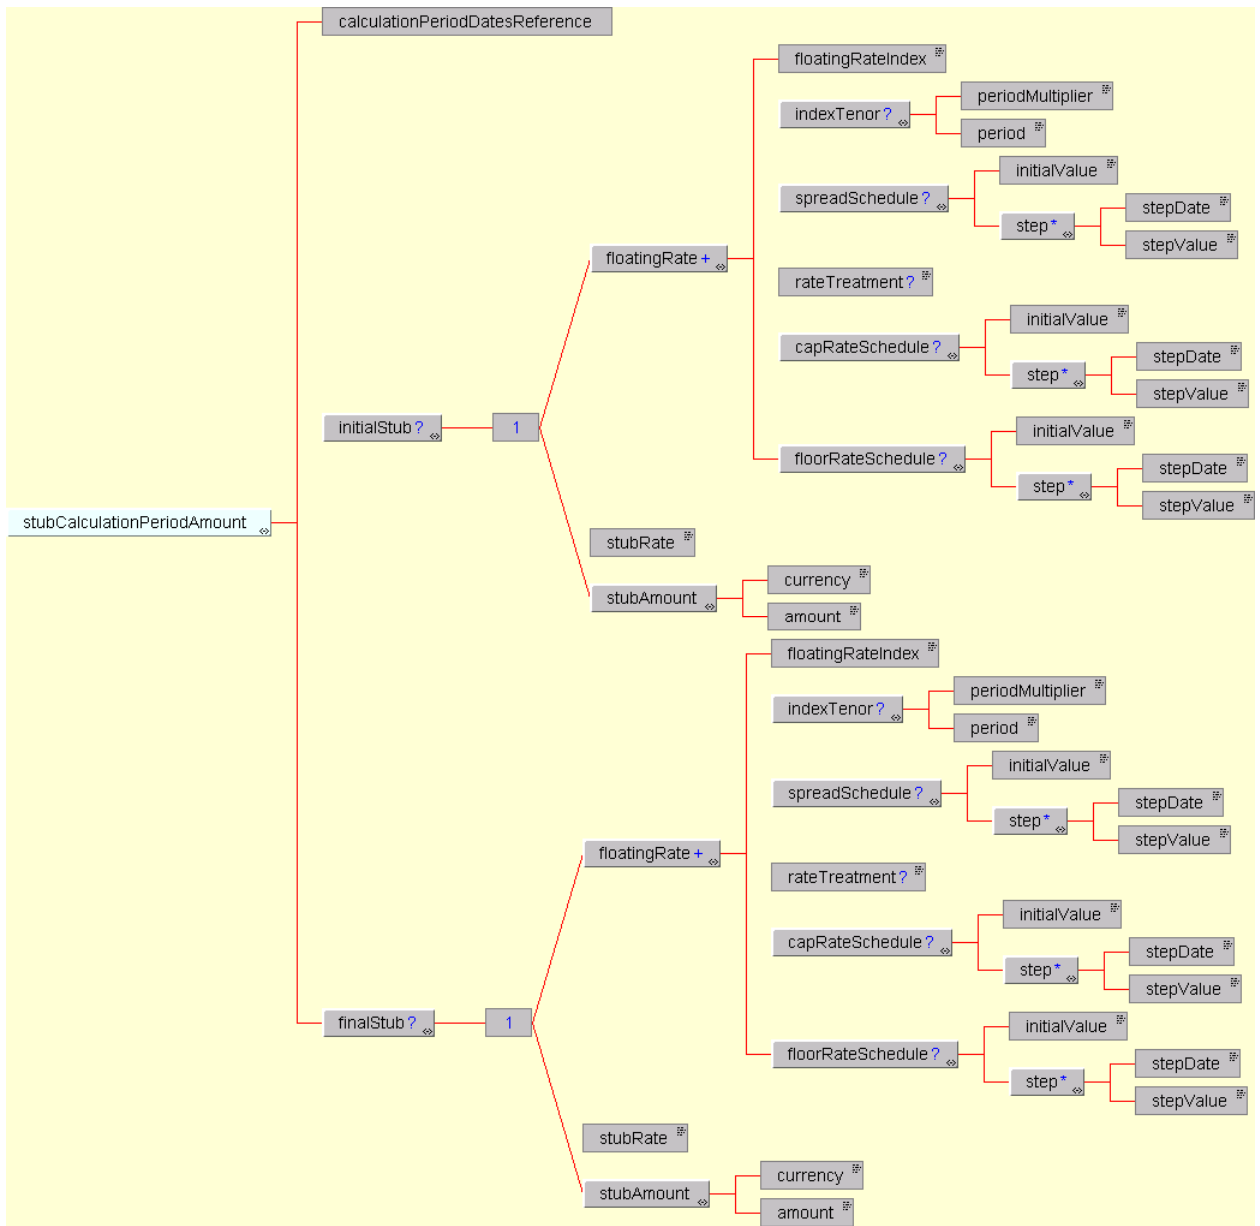 calculationPeriodDatesReference
floatingRateIndex
periodMultiplier
indexTenor?
period
initialValue
spreadSchedule?
stepDate
step*
stepValue
floatingRate+
rateTreatment?
initialValue
capRateSchedule?
stepDate
step*
stepValue
initialStub?
1
initialValue
floorRateSchedule?
stepDate
step*
stepValue
stubCalculationPeriodAmount
stubRate
currency
stubAmount
amount
floatingRateIndex
periodMultiplier
indexTenor?
period
initialValue
spreadSchedule?
stepDate
step*
stepValue
floatingRate+
rateTreatment?
initialValue
capRateSchedule?
stepDate
step*
stepValue
finalStub?
1
initialValue
floorRateSchedule?
stepDate
step*
stepValue
stubRate
currency
stubAmount
amount